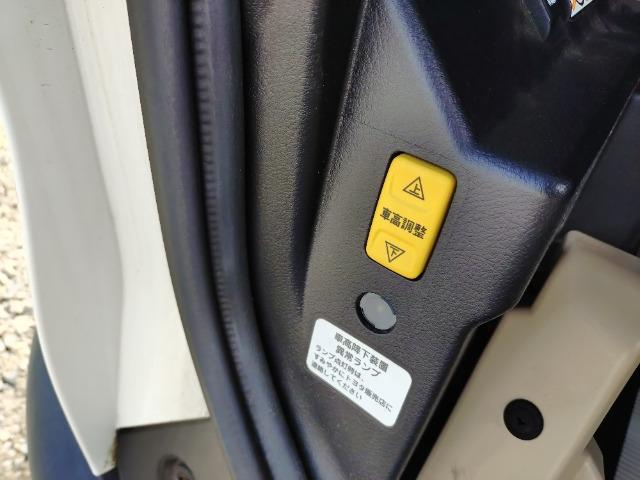 上
車高調整
下
車高降下装置
異常ランプ
ランプ点灯時は、
すみやかにトヨタ販売店に
連絡してください